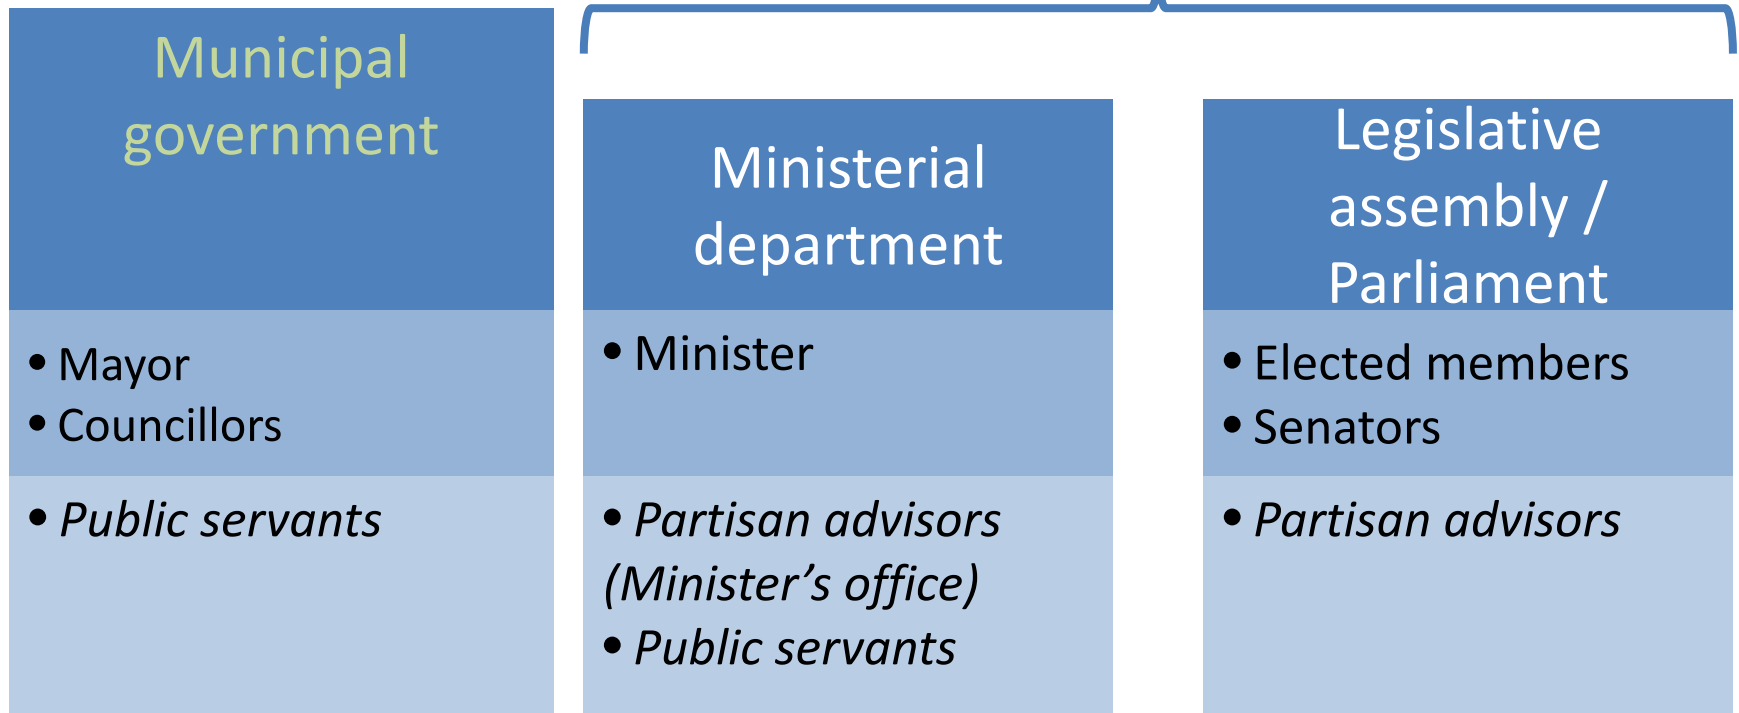 Municipal
government
• Mayor
• Councillors
• Public servants
Ministerial
department
• Minister
• Partisan advisors
(Minister’s office)
• Public servants
Legislative
assembly /
Parliament
• Elected members
• Senators
• Partisan advisors